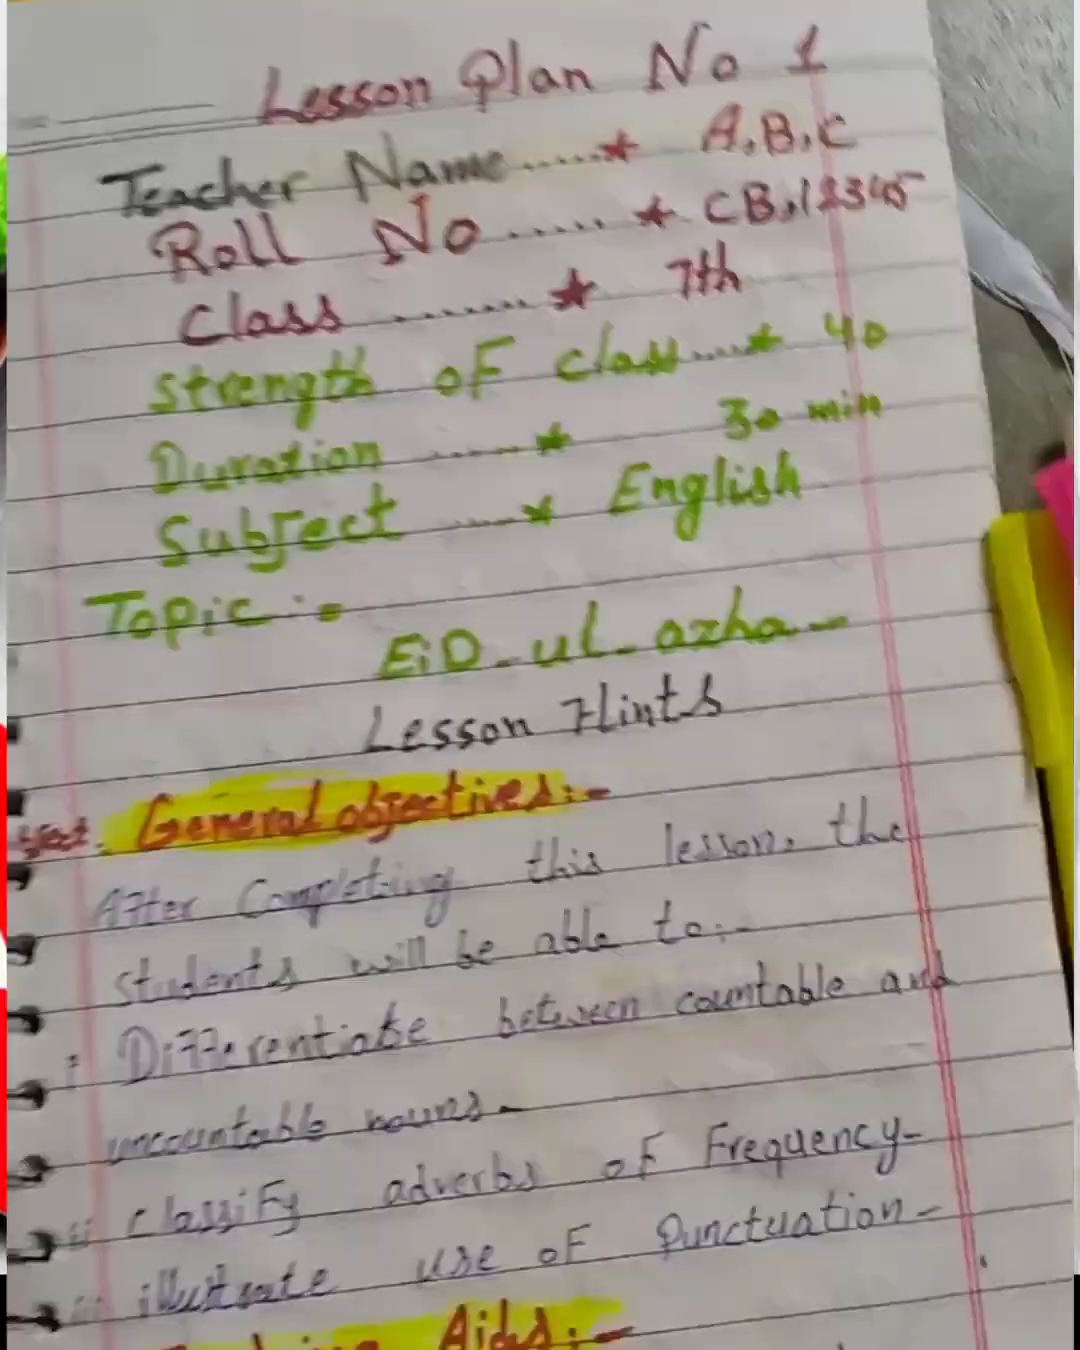 Lesson Plan No 1
Teacher Name......★ A.B.C
Roll No ..... ★ CB.12345
Class ....... ★ 7th
Strength of class....★ 40
Duration .....★ 30 min
Subject ....★ English
Topic :-
EiD-ul-azha-
Lesson Hints
General objectives:-
After Completing this lesson, the
students will be able to:-
i Differentiate between countable and
uncountable nouns-
ii classify adverbs of Frequency-
iii illustrate use of Punctuation-
Aids:-